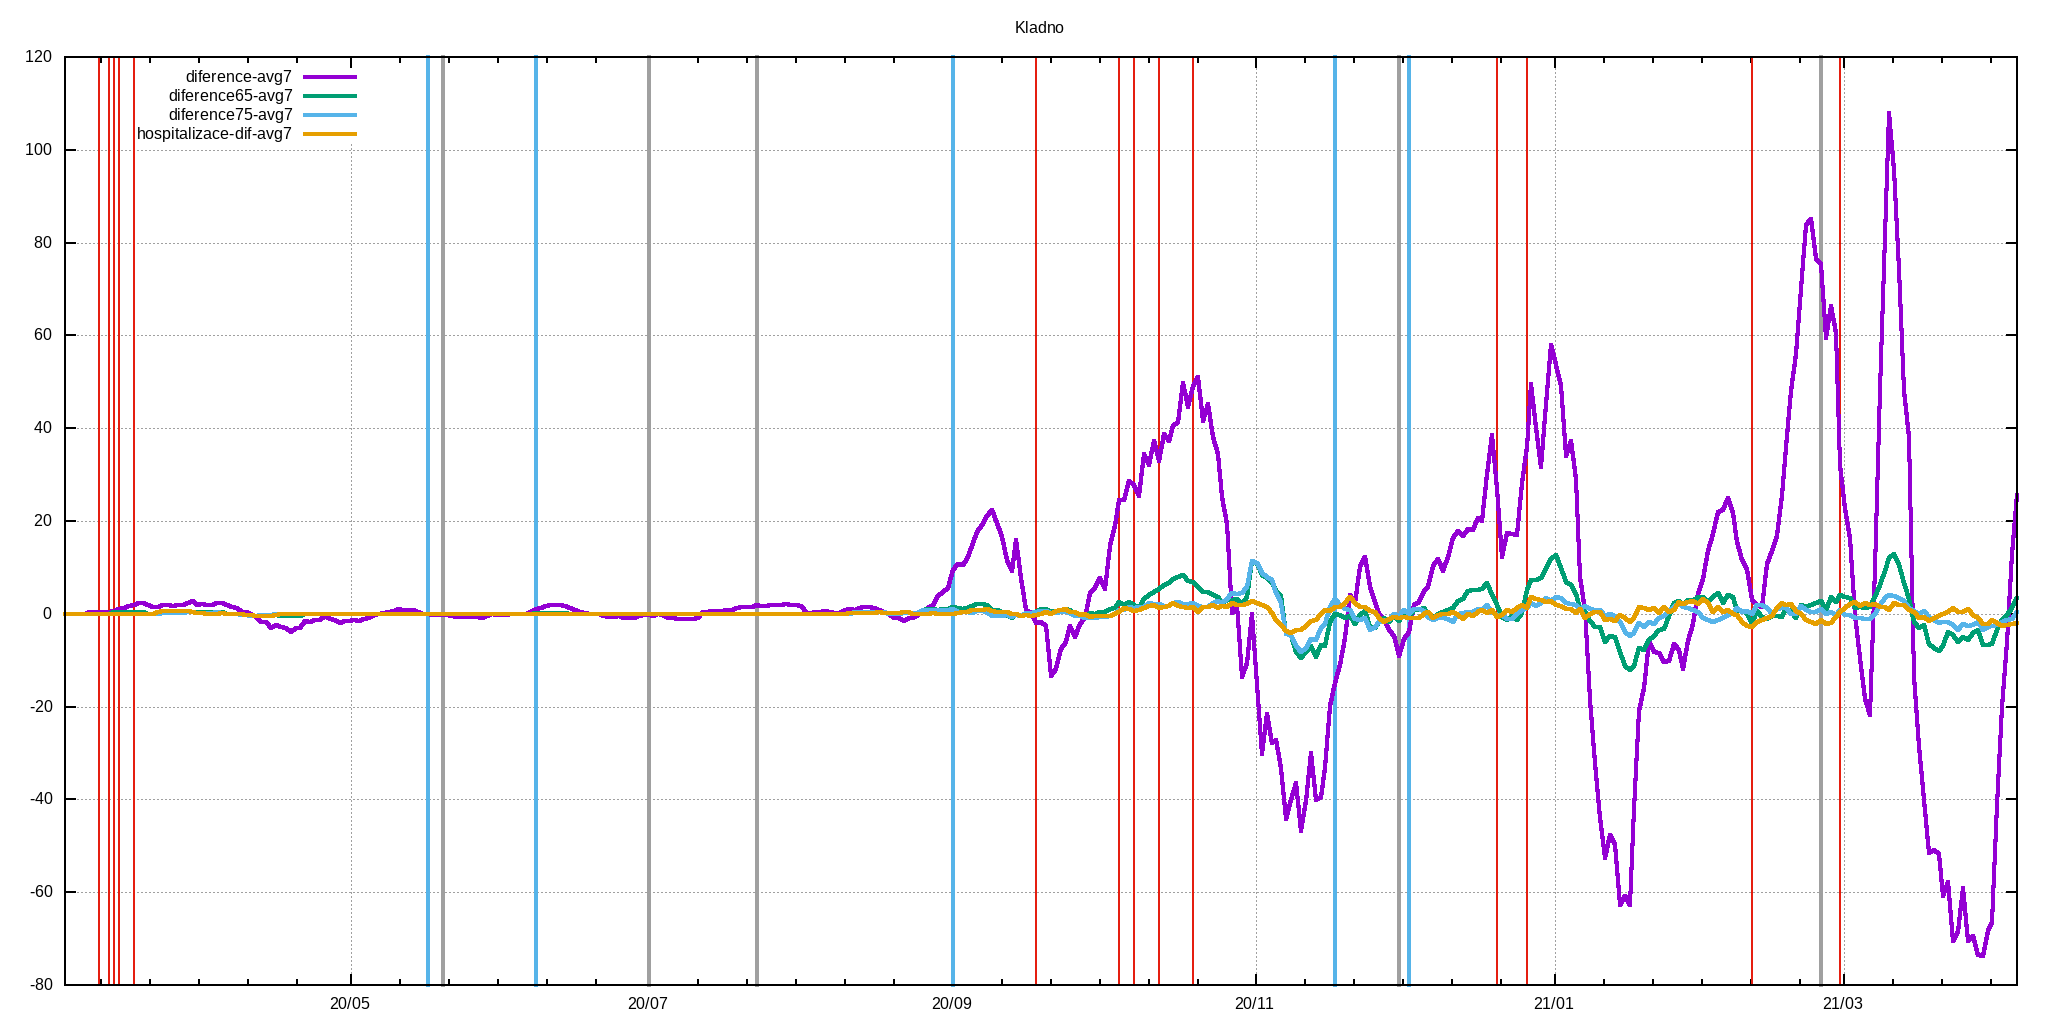 Kladno
diference-avg7
diference65-avg7
diference75-avg7
hospitalizace-dif-avg7
120
100
80
60
40
20
0
-20
-40
-60
-80
20/05 20/07 20/09 20/11 21/01 21/03